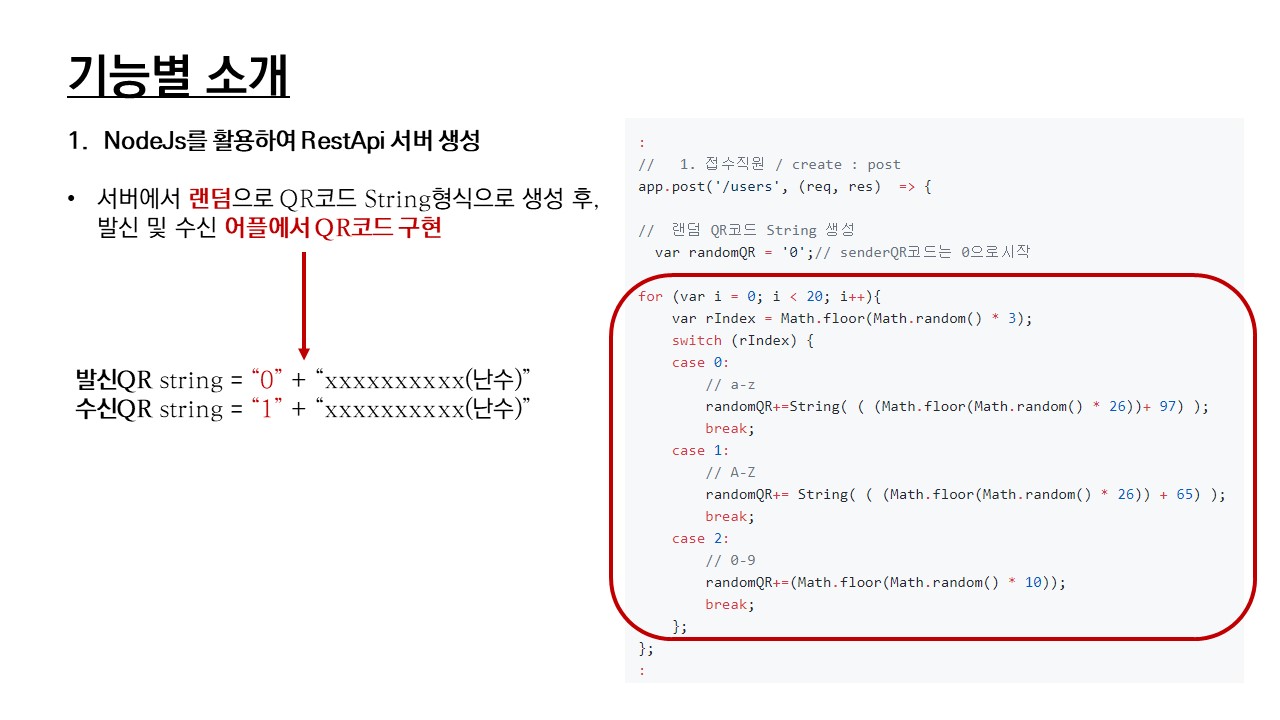 기능별 소개
1. NodeJs를 활용하여 RestApi 서버 생성
• 서버에서 랜덤으로 QR코드 String형식으로 생성 후,
발신 및 수신 어플에서 QR코드 구현
발신QR string = “0” + “xxxxxxxxxx(난수)”
수신QR string = “1” + “xxxxxxxxxx(난수)”
:
//   1. 접수직원 / create : post
app.post('/users', (req, res)  => {
//  랜덤 QR코드 String 생성
  var randomQR = '0';// senderQR코드는 0으로시작
for (var i = 0; i < 20; i++){
    var rIndex = Math.floor(Math.random() * 3);
    switch (rIndex) {
    case 0:
        // a-z
        randomQR+=String( ( (Math.floor(Math.random() * 26))+ 97) );
        break;
    case 1:
        // A-Z
        randomQR+= String( ( (Math.floor(Math.random() * 26)) + 65) );
        break;
    case 2:
        // 0-9
        randomQR+=(Math.floor(Math.random() * 10));
        break;
    };
};
: